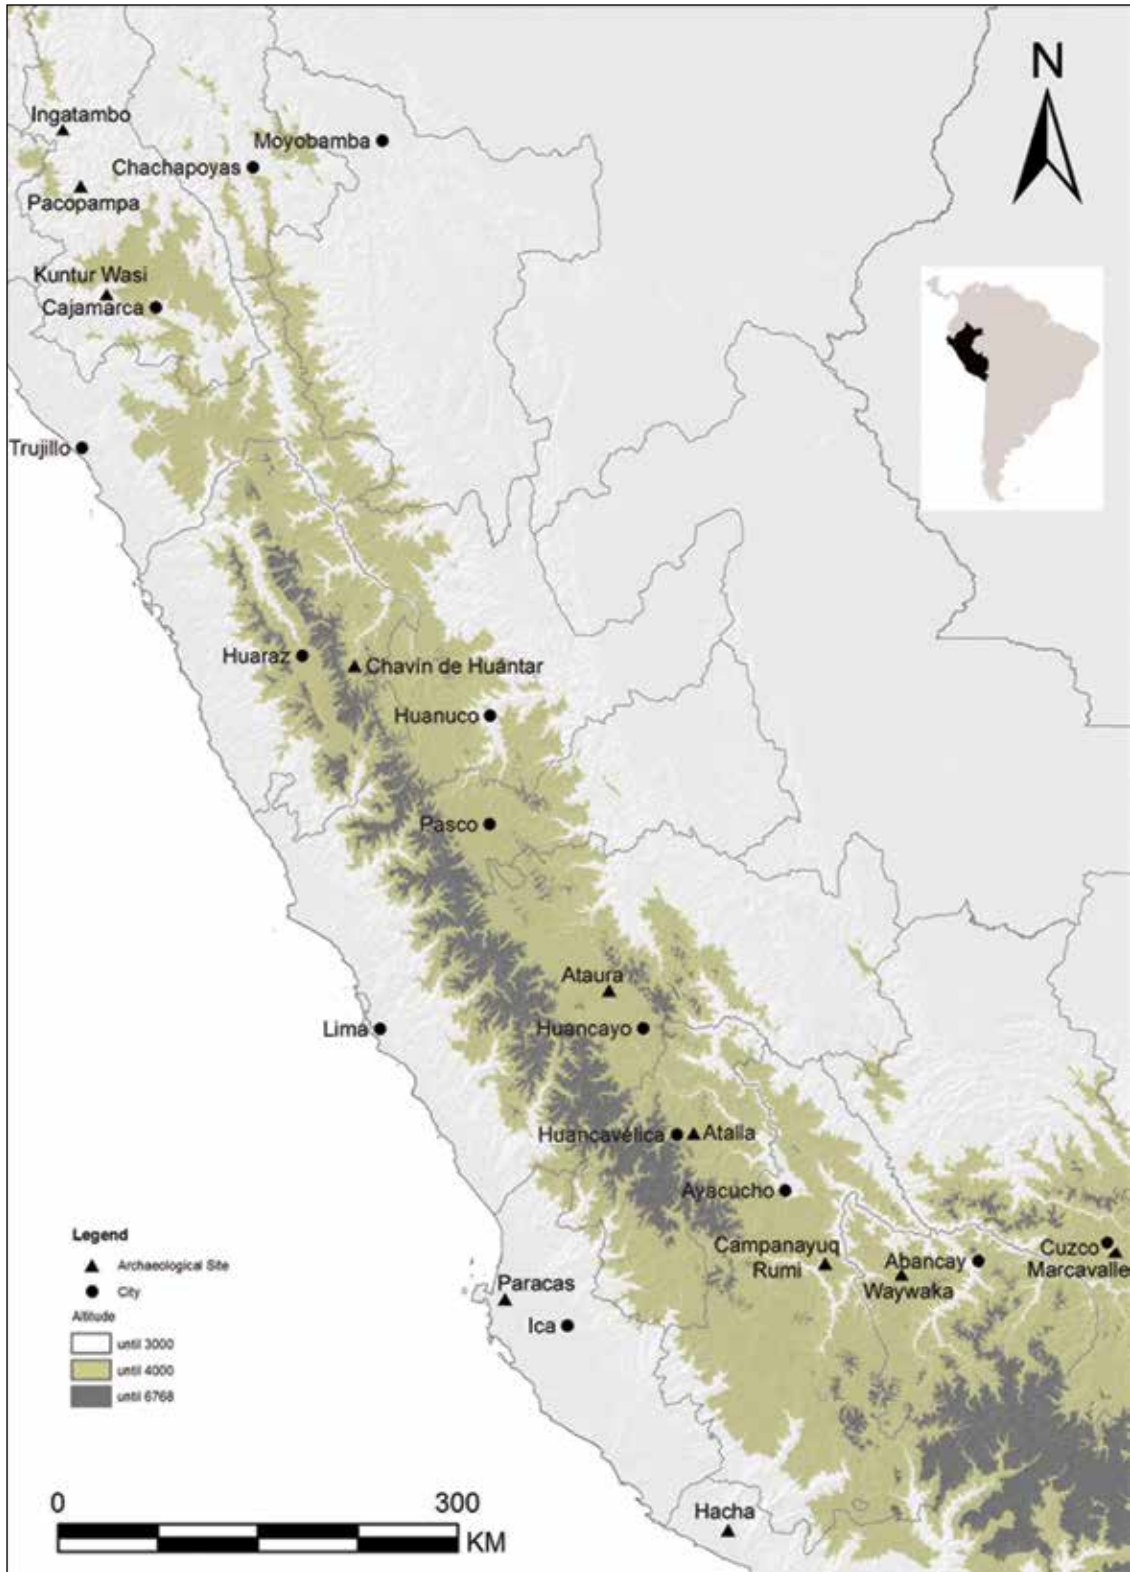 N
Ingatambo
Moyobamba
Chachapoyas
Pacopampa
Kuntur Wasi
Cajamarca
Trujillo
Huaraz
Chavín de Huántar
Huanuco
Pasco
Ataura
Lima
Huancayo
Huancavélica
Atalla
Ayacucho
Campanayuq
Rumi
Abancay
Waywaka
Cuzco
Marcavalle
Paracas
Ica
Legend
Archaeological Site
City
Altitude
until 3000
until 4000
until 6768
0
300
KM
Hacha